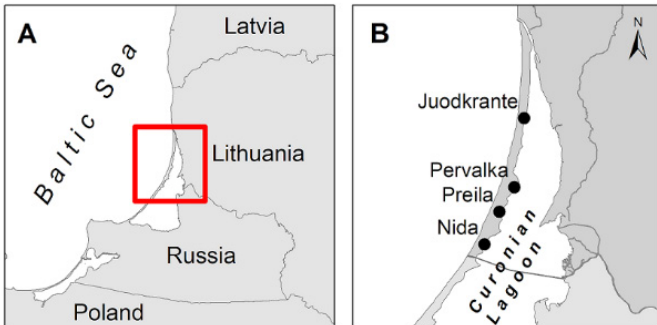 A
Latvia
Baltic Sea
Lithuania
Russia
Poland
B
N
Juodkrante
Pervalka
Preila
Nida
Curonian
Lagoon